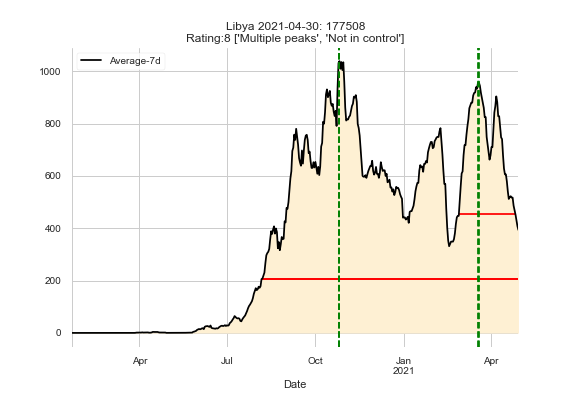 Libya 2021-04-30: 177508
Rating:8 ['Multiple peaks', 'Not in control']
Average-7d
1000
800
600
400
200
0
Apr
Jul
Oct
Jan
2021
Apr
Date